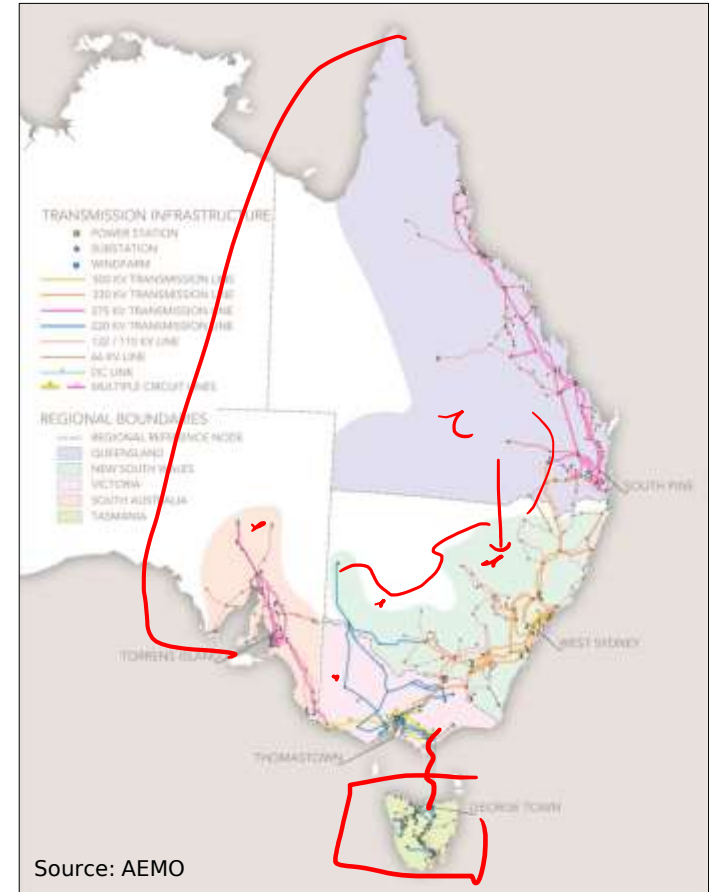 TRANSMISSION INFRASTRUCTURE
POWER STATION
SUBSTATION
WINDFARM
500 KV TRANSMISSION LINE
330 KV TRANSMISSION LINE
275 KV TRANSMISSION LINE
220 KV TRANSMISSION LINE
132 / 110 KV LINE
66 KV LINE
DC LINE
MULTIPLE CIRCUIT LINES
REGIONAL BOUNDARIES
REGIONAL REFERENCE NODE
QUEENSLAND
NEW SOUTH WALES
VICTORIA
SOUTH AUSTRALIA
TASMANIA
SOUTH PINE
WEST SYDNEY
TORRENS ISLAND
THOMASTOWN
GEORGE TOWN
Source: AEMO